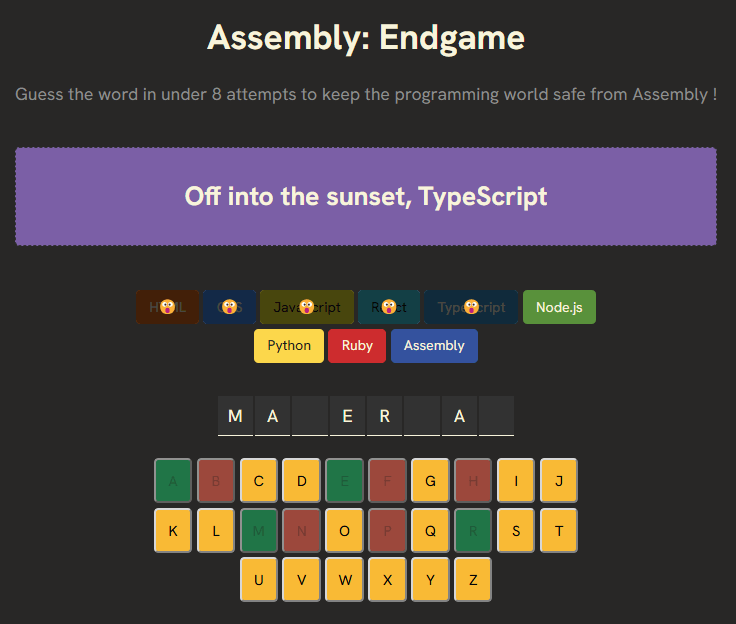 Assembly: Endgame
Guess the word in under 8 attempts to keep the programming world safe from Assembly !
Off into the sunset, TypeScript
HTML CSS JavaScript React TypeScript Node.js
Python Ruby Assembly
M A E R A
A B C D E F G H I J
K L M N O P Q R S T
U V W X Y Z